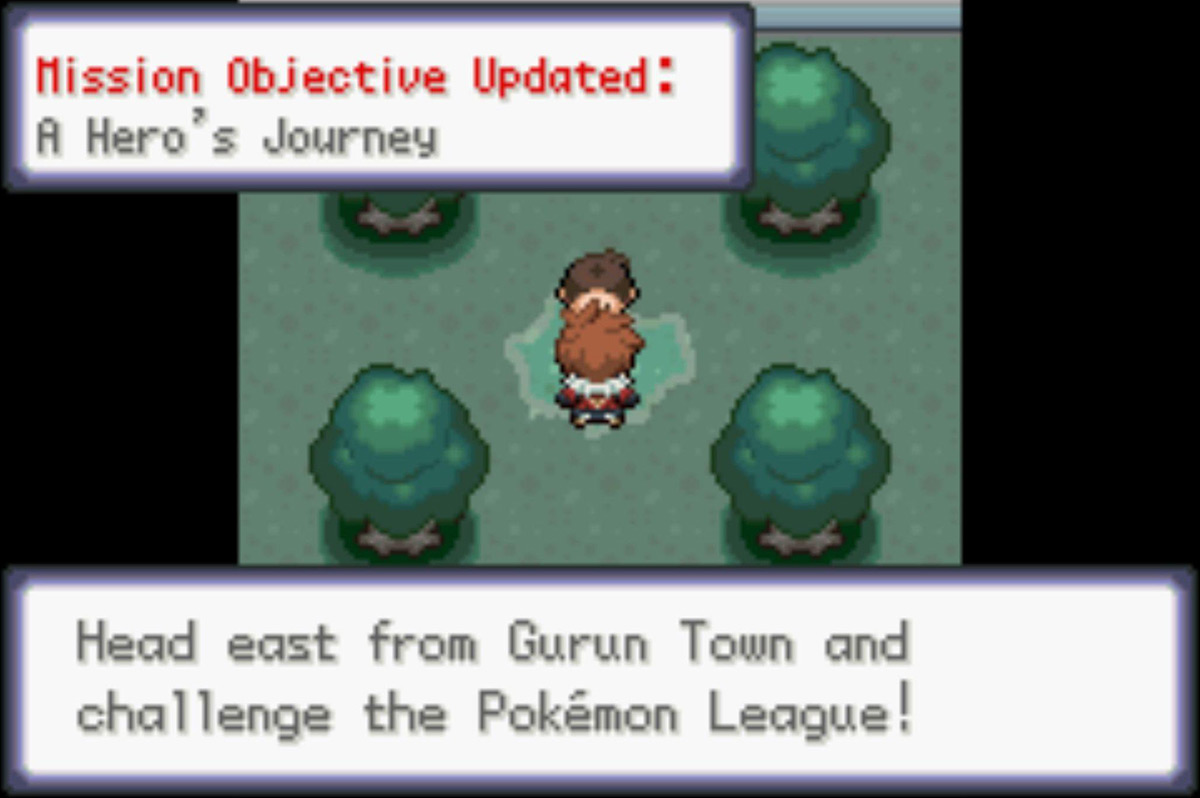 Mission Objective Updated:
A Hero's Journey
Head east from Gurun Town and
challenge the Pokémon League!